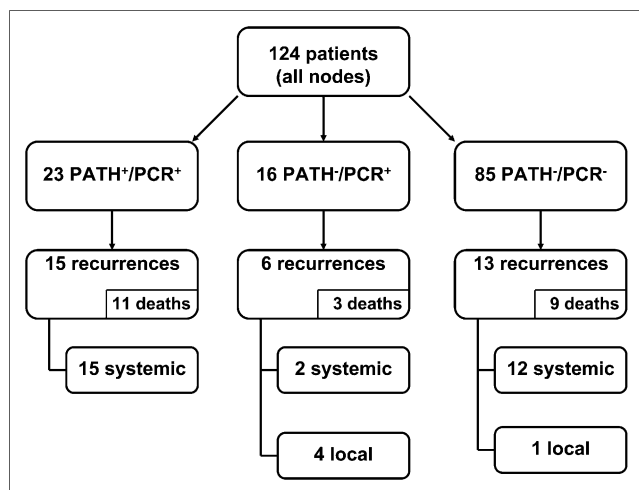 124 patients
(all nodes)
23 PATH⁺/PCR⁺
16 PATH⁻/PCR⁺
85 PATH⁻/PCR⁻
15 recurrences
11 deaths
6 recurrences
3 deaths
13 recurrences
9 deaths
15 systemic
2 systemic
12 systemic
4 local
1 local